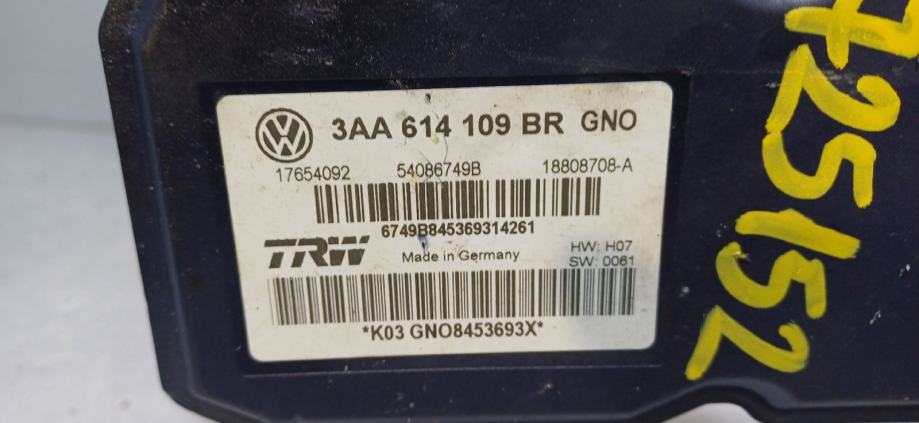 3AA 614 109 BR GNO
17654092 54086749B 18808708-A
6749B845369314261
TRW Made in Germany HW: H07
SW: 0061
*K03 GNO8453693X*
725152